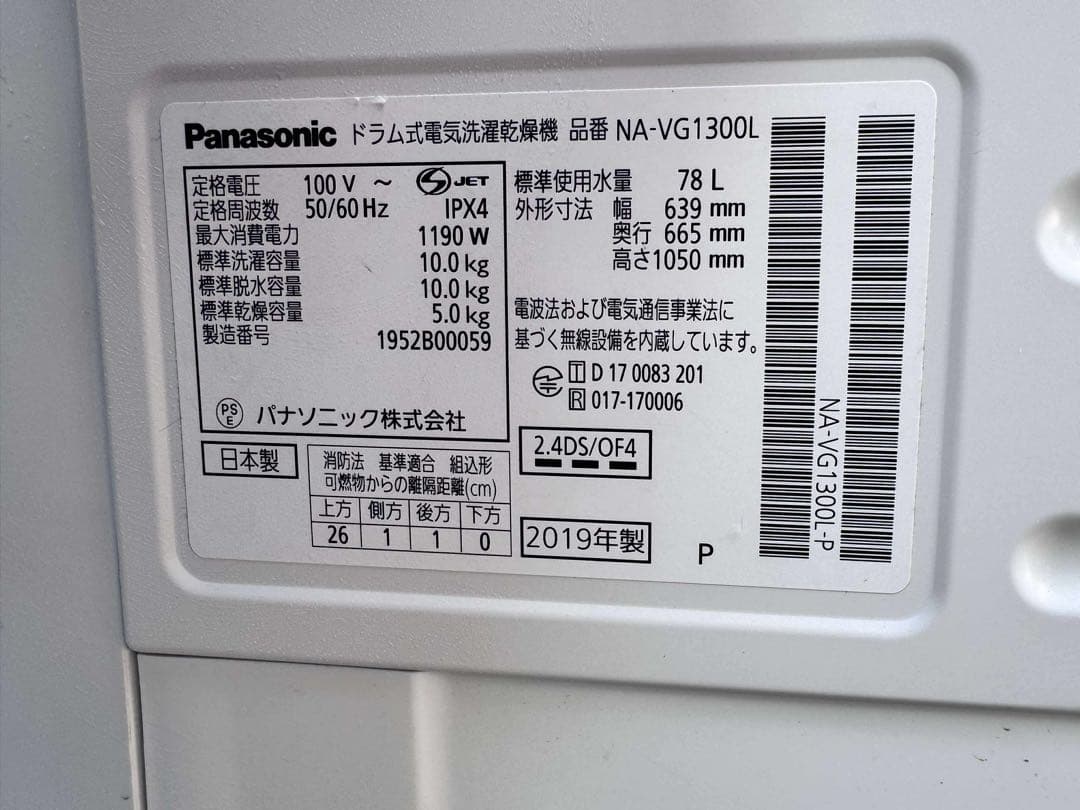 Panasonic ドラム式電気洗濯乾燥機 品番 NA-VG1300L
定格電圧 100 V ～ S JET
定格周波数 50/60 Hz IPX4
最大消費電力 1190 W
標準洗濯容量 10.0 kg
標準脱水容量 10.0 kg
標準乾燥容量 5.0 kg
製造番号 1952B00059
PS
E
パナソニック株式会社
標準使用水量 78 L
外形寸法 幅 639 mm
奥行 665 mm
高さ1050 mm
電波法および電気通信事業法に
基づく無線設備を内蔵しています。
T D 17 0083 201
R 017-170006
日本製
消防法 基準適合 組込形
可燃物からの離隔距離(cm)
上方 側方 後方 下方
26 1 1 0
2.4DS/OF4
2019年製
P
NA-VG1300L-P